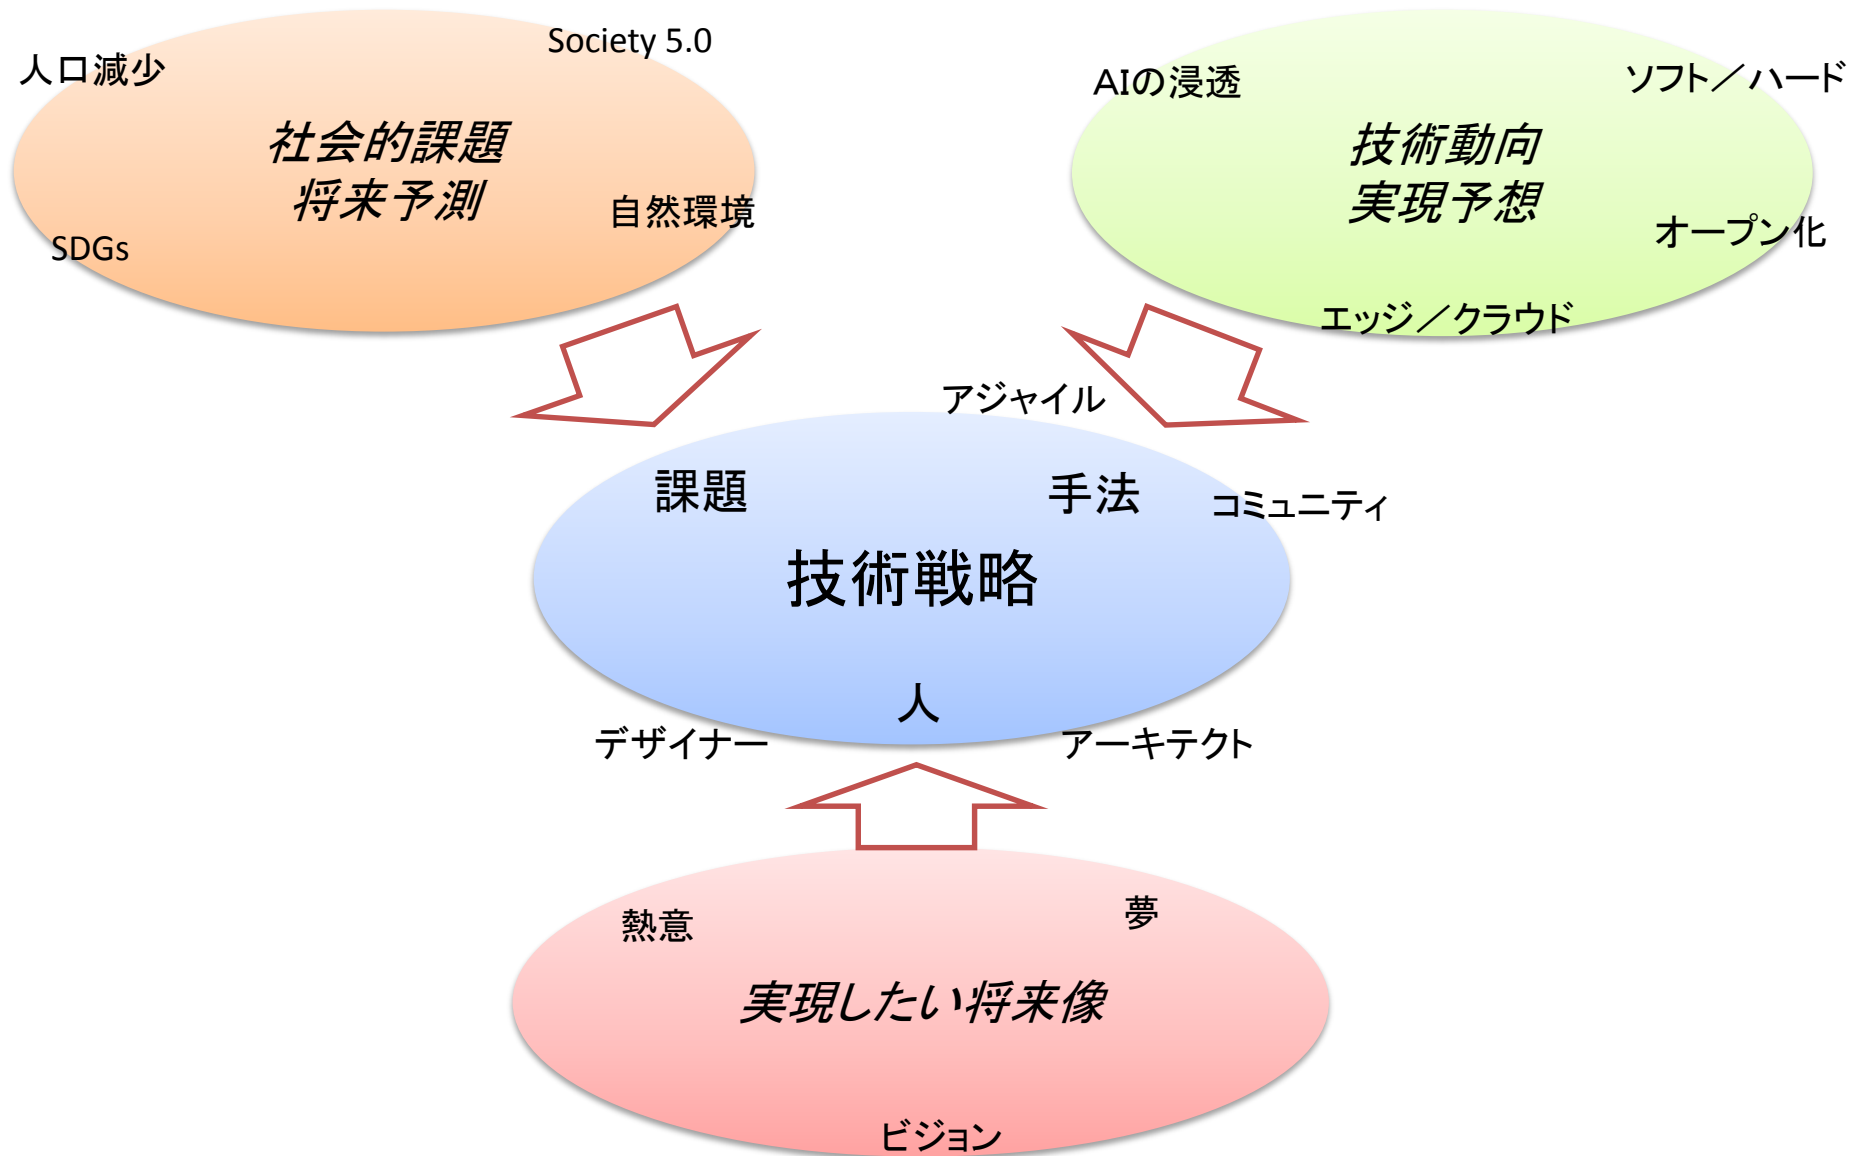 Society 5.0
人口減少
社会的課題
将来予測
自然環境
SDGs
AIの浸透
ソフト／ハード
技術動向
実現予想
オープン化
エッジ／クラウド
アジャイル
課題
手法
コミュニティ
技術戦略
人
デザイナー
アーキテクト
熱意
夢
実現したい将来像
ビジョン